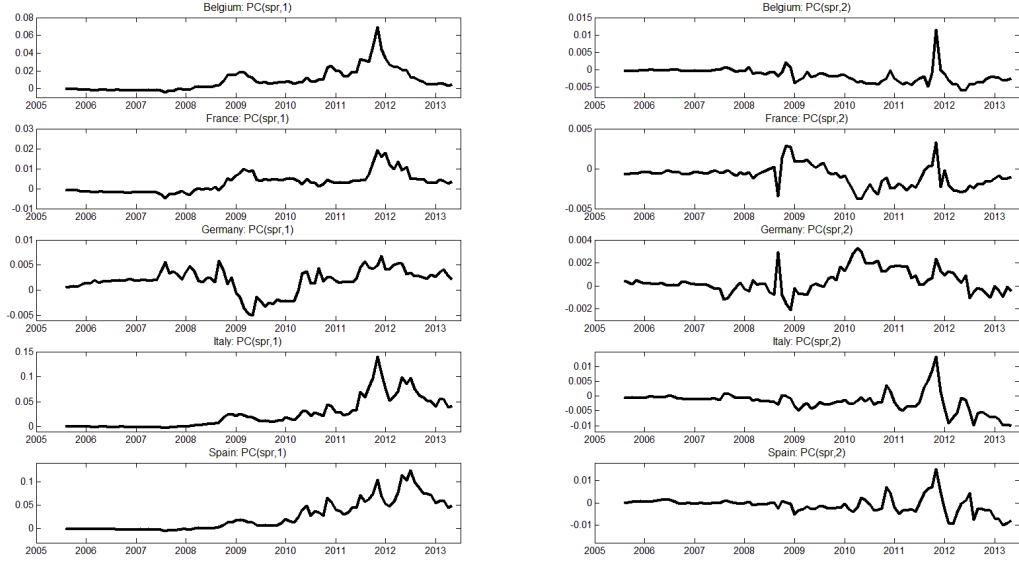 Belgium: PC(spr,1)
0.08
0.06
0.04
0.02
0
2005 2006 2007 2008 2009 2010 2011 2012 2013
France: PC(spr,1)
0.03
0.02
0.01
0
-0.01
2005 2006 2007 2008 2009 2010 2011 2012 2013
Germany: PC(spr,1)
0.01
0.005
0
-0.005
2005 2006 2007 2008 2009 2010 2011 2012 2013
Italy: PC(spr,1)
0.15
0.1
0.05
0
2005 2006 2007 2008 2009 2010 2011 2012 2013
Spain: PC(spr,1)
0.1
0.05
0
2005 2006 2007 2008 2009 2010 2011 2012 2013
Belgium: PC(spr,2)
0.015
0.01
0.005
0
-0.005
2005 2006 2007 2008 2009 2010 2011 2012 2013
France: PC(spr,2)
0.005
0
-0.005
2005 2006 2007 2008 2009 2010 2011 2012 2013
Germany: PC(spr,2)
0.004
0.002
0
-0.002
2005 2006 2007 2008 2009 2010 2011 2012 2013
Italy: PC(spr,2)
0.01
0.005
0
-0.005
-0.01
2005 2006 2007 2008 2009 2010 2011 2012 2013
Spain: PC(spr,2)
0.01
0
-0.01
2005 2006 2007 2008 2009 2010 2011 2012 2013